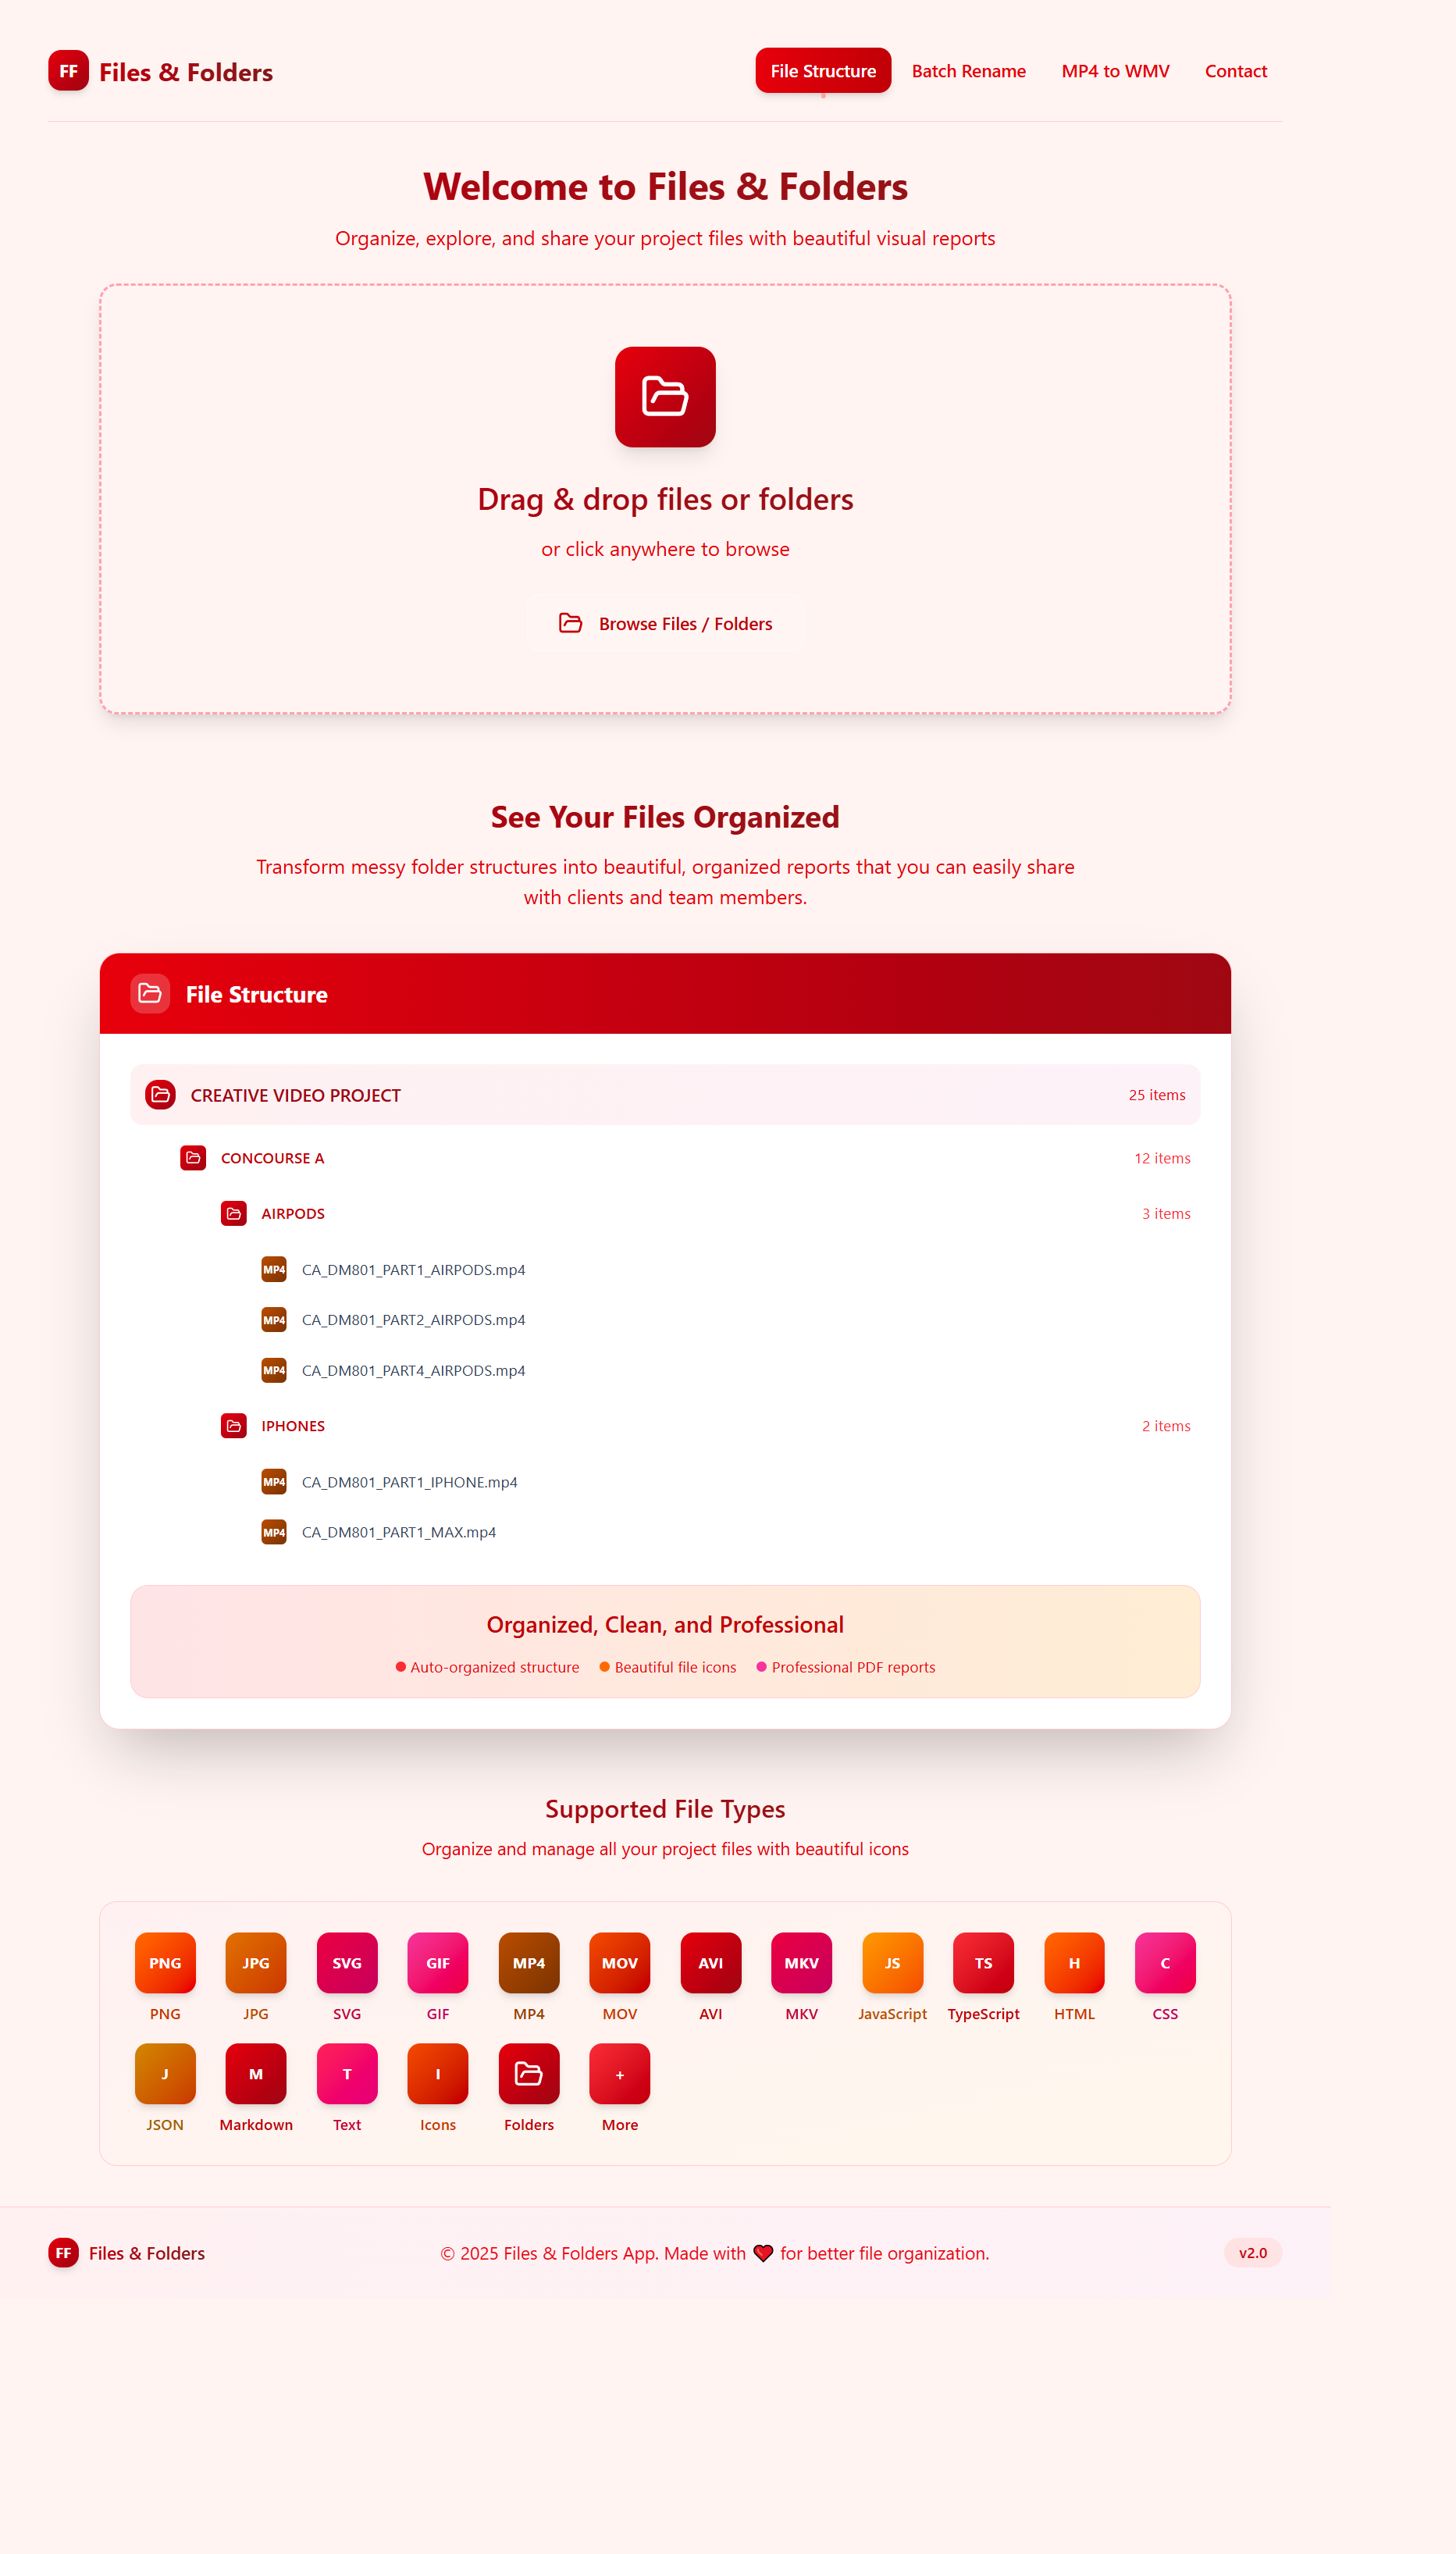 FF Files & Folders
File Structure Batch Rename MP4 to WMV Contact
Welcome to Files & Folders
Organize, explore, and share your project files with beautiful visual reports
Drag & drop files or folders
or click anywhere to browse
Browse Files / Folders
See Your Files Organized
Transform messy folder structures into beautiful, organized reports that you can easily share
with clients and team members.
File Structure
CREATIVE VIDEO PROJECT 25 items
CONCOURSE A 12 items
AIRPODS 3 items
MP4 CA_DM801_PART1_AIRPODS.mp4
MP4 CA_DM801_PART2_AIRPODS.mp4
MP4 CA_DM801_PART4_AIRPODS.mp4
IPHONES 2 items
MP4 CA_DM801_PART1_IPHONE.mp4
MP4 CA_DM801_PART1_MAX.mp4
Organized, Clean, and Professional
Auto-organized structure Beautiful file icons Professional PDF reports
Supported File Types
Organize and manage all your project files with beautiful icons
PNG JPG SVG GIF MP4 MOV AVI MKV JS TS H C
PNG JPG SVG GIF MP4 MOV AVI MKV JavaScript TypeScript HTML CSS
J M T I +
JSON Markdown Text Icons Folders More
FF Files & Folders © 2025 Files & Folders App. Made with ❤️ for better file organization. v2.0